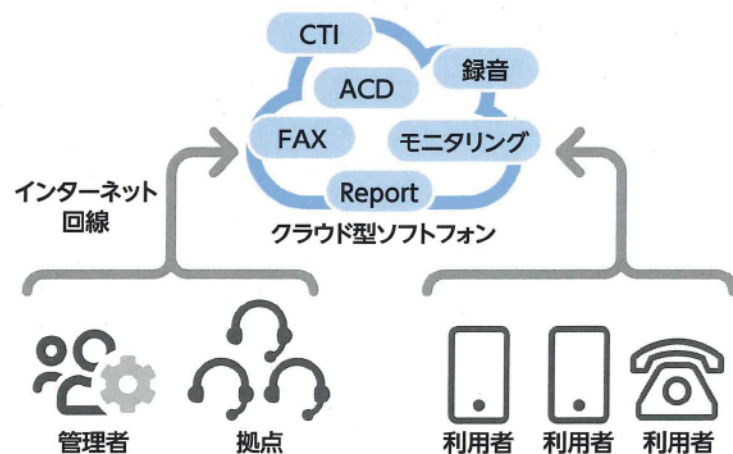 CTI
録音
ACD
FAX
モニタリング
Report
クラウド型ソフトフォン
インターネット
回線
管理者
拠点
利用者
利用者
利用者